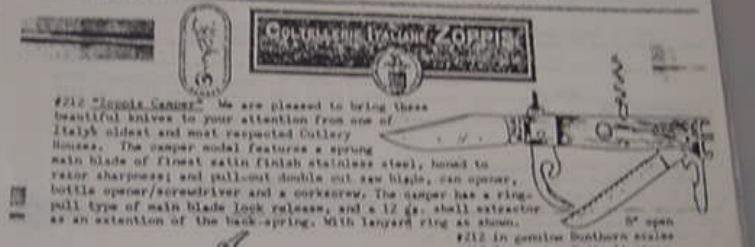 COLTELLERIE ITALIANE ZOPPIS
#212 "Zoppis Camper" We are pleased to bring these
beautiful knives to your attention from one of
Italy's oldest and most respected Cutlery
Houses. The camper model features a sprung
main blade of finest satin finish stainless steel, honed to
razor sharpness; and pull-out double cut saw blade, can opener,
bottle opener/screwdriver and a corkscrew. The camper has a ring-
pull type of main blade lock release, and a 12 ga. shell extractor
as an extention of the back-spring. With lanyard ring as shown.
8" open
#212 in genuine Bunthorn scales